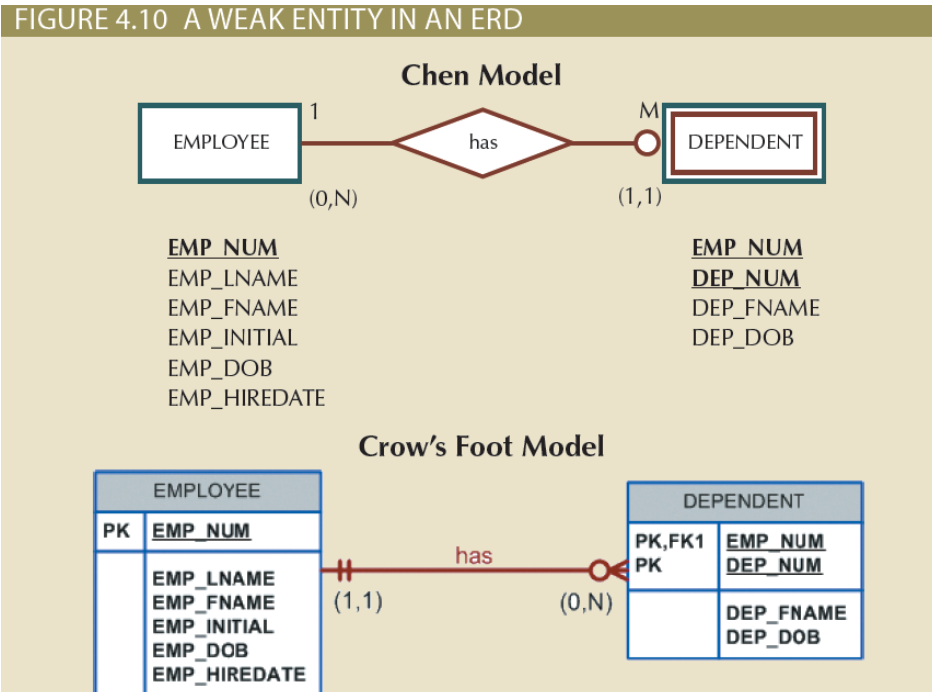 FIGURE 4.10 A WEAK ENTITY IN AN ERD
Chen Model
1
M
EMPLOYEE
has
DEPENDENT
(0,N)
(1,1)
EMP_NUM
EMP_LNAME
EMP_FNAME
EMP_INITIAL
EMP_DOB
EMP_HIREDATE
EMP_NUM
DEP_NUM
DEP_FNAME
DEP_DOB
Crow's Foot Model
EMPLOYEE
PK EMP_NUM
EMP_LNAME
EMP_FNAME
EMP_INITIAL
EMP_DOB
EMP_HIREDATE
has
(1,1)
(0,N)
DEPENDENT
PK,FK1 EMP_NUM
PK DEP_NUM
DEP_FNAME
DEP_DOB